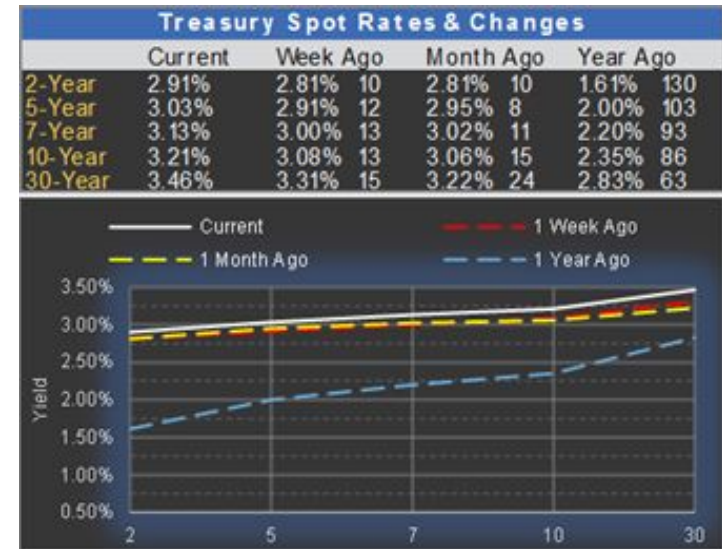 Treasury Spot Rates & Changes
Current Week Ago Month Ago Year Ago
2-Year 2.91% 2.81% 10 2.81% 10 1.61% 130
5-Year 3.03% 2.91% 12 2.95% 8 2.00% 103
7-Year 3.13% 3.00% 13 3.02% 11 2.20% 93
10-Year 3.21% 3.08% 13 3.06% 15 2.35% 86
30-Year 3.46% 3.31% 15 3.22% 24 2.83% 63
Current 1 Week Ago
1 Month Ago 1 Year Ago
3.50%
3.00%
2.50%
2.00%
1.50%
1.00%
0.50%
Yield
2 5 7 10 30